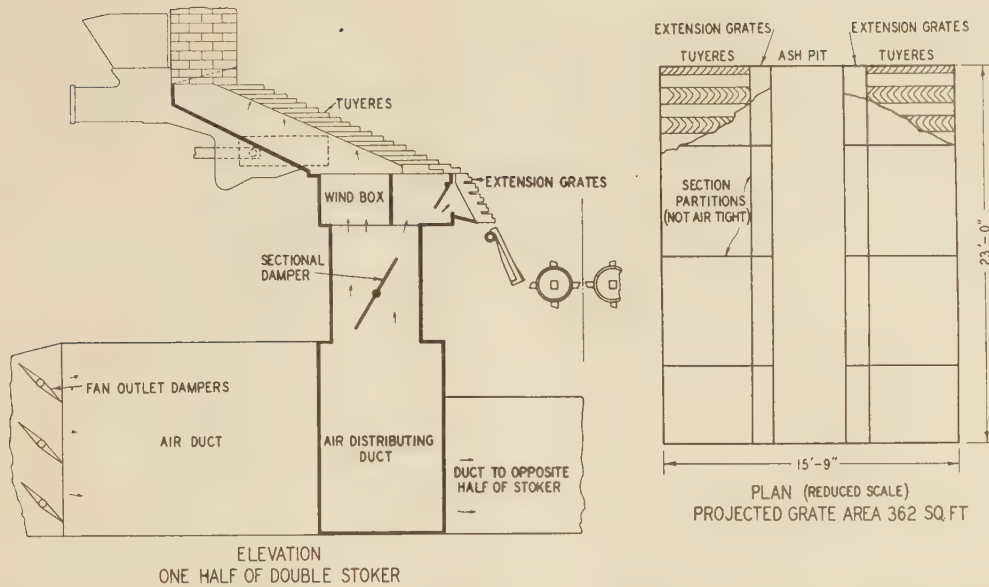 TUYERES
EXTENSION GRATES
WIND BOX
SECTIONAL
DAMPER
FAN OUTLET DAMPERS
AIR DUCT
AIR DISTRIBUTING
DUCT
DUCT TO OPPOSITE
HALF OF STOKER
ELEVATION
ONE HALF OF DOUBLE STOKER
EXTENSION GRATES
EXTENSION GRATES
TUYERES
ASH PIT
TUYERES
SECTION
PARTITIONS
(NOT AIR TIGHT)
23'-0"
15'-9"
PLAN (REDUCED SCALE)
PROJECTED GRATE AREA 362 SQ.FT